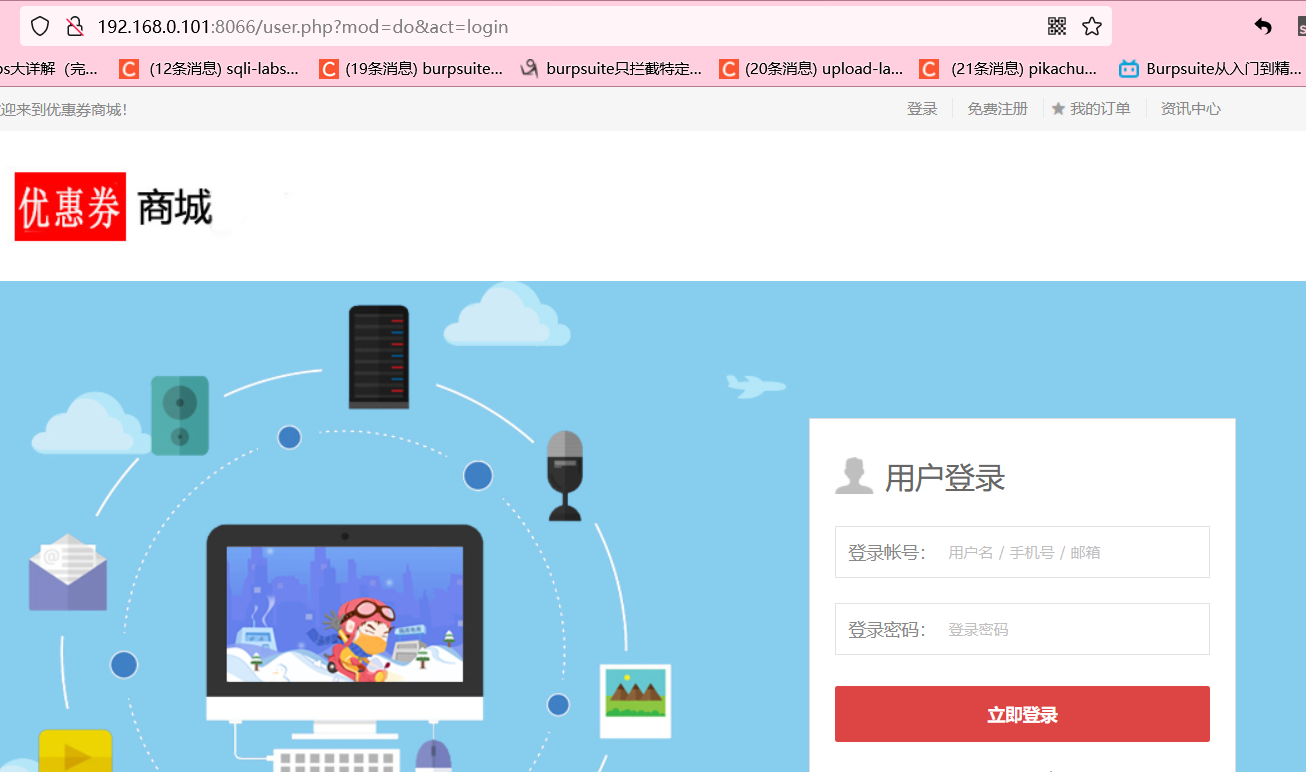 192.168.0.101:8066/user.php?mod=do&act=login
os大详解（完... (12条消息) sqli-labs... (19条消息) burpsuite... burpsuite只拦截特定... (20条消息) upload-la... (21条消息) pikachu... Burpsuite从入门到精...
迎来到优惠券商城！ 登录 免费注册 我的订单 资讯中心
优惠券 商城
用户登录
登录帐号： 用户名 / 手机号 / 邮箱
登录密码： 登录密码
立即登录